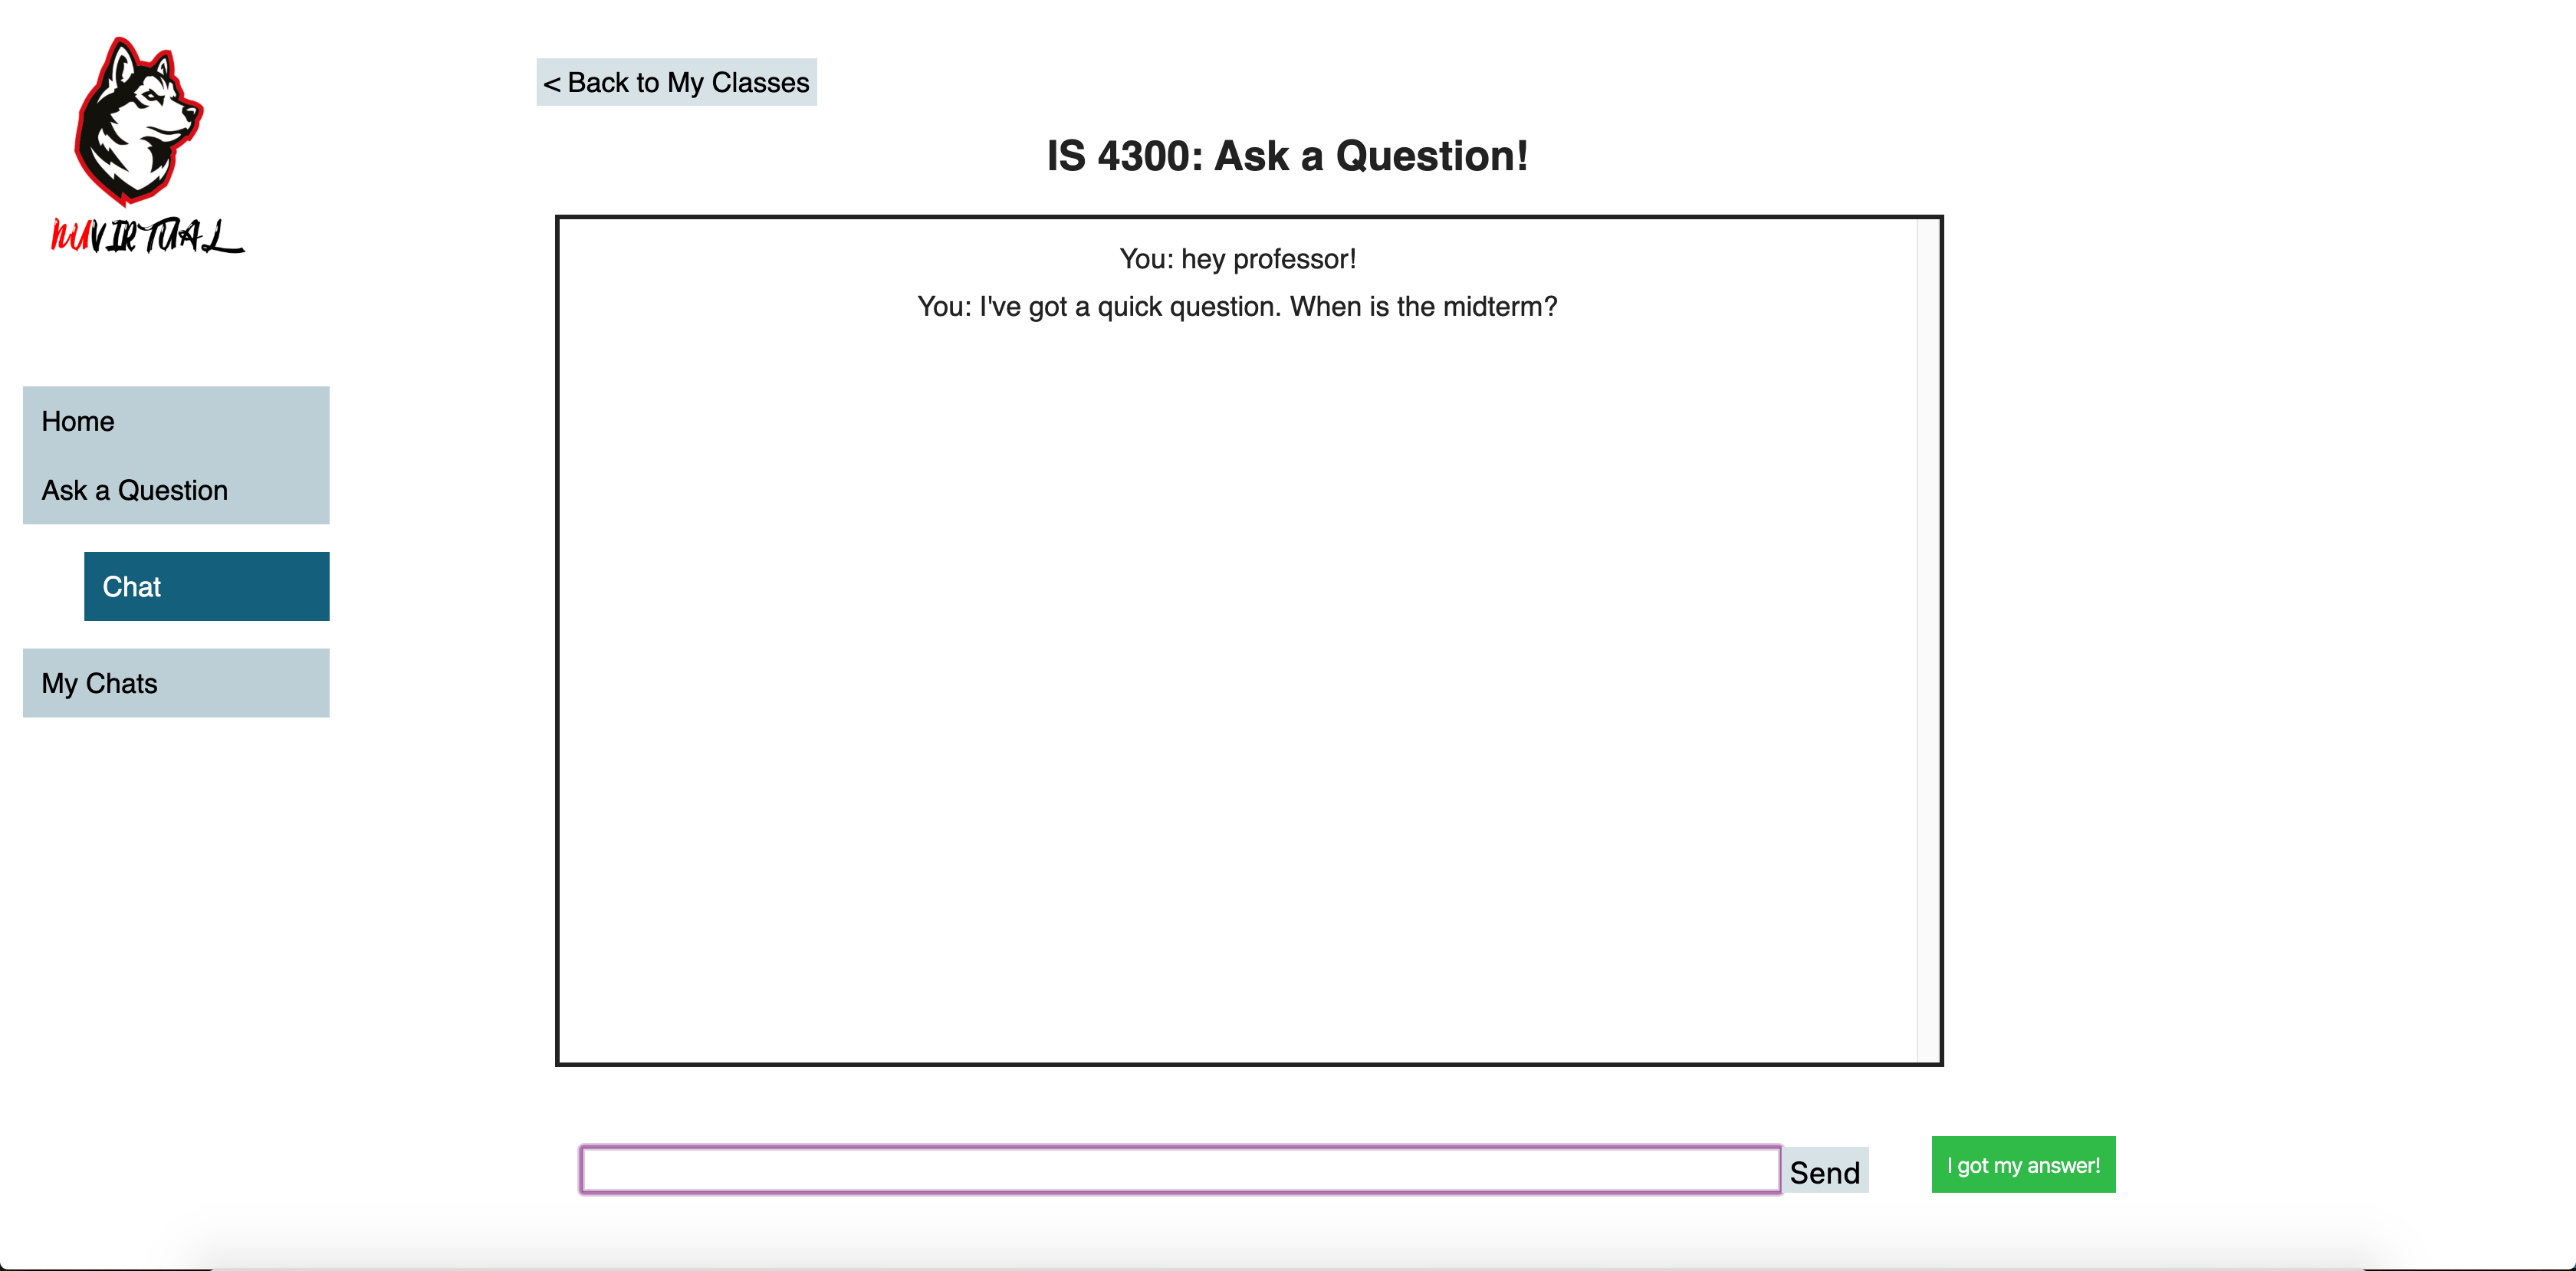 NUVIRTUAL
< Back to My Classes
IS 4300: Ask a Question!
You: hey professor!
You: I've got a quick question. When is the midterm?
Home
Ask a Question
Chat
My Chats
Send
I got my answer!